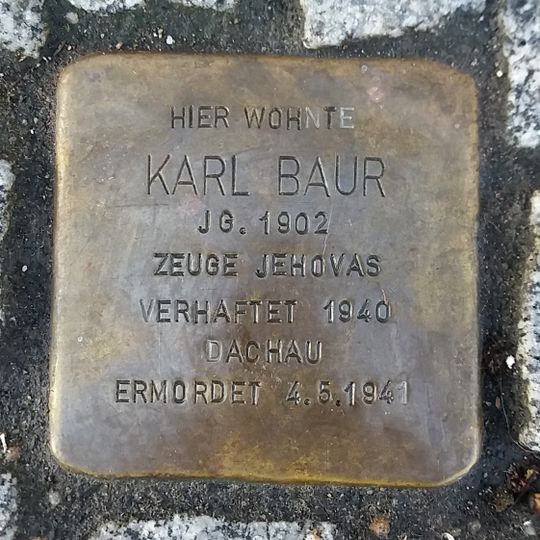 HIER WOHNTE
KARL BAUR
JG. 1902
ZEUGE JEHOVAS
VERHAFTET 1940
DACHAU
ERMORDET 4.5.1941